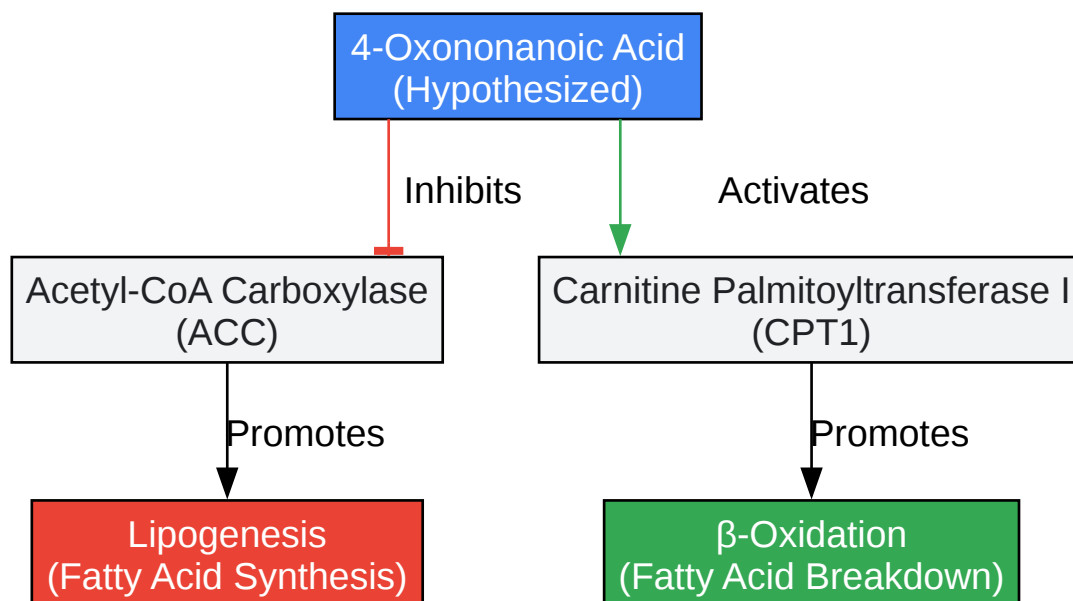 4-Oxononanoic Acid
(Hypothesized)
Inhibits
Activates
Acetyl-CoA Carboxylase
(ACC)
Carnitine Palmitoyltransferase I
(CPT1)
Promotes
Promotes
Lipogenesis
(Fatty Acid Synthesis)
β-Oxidation
(Fatty Acid Breakdown)